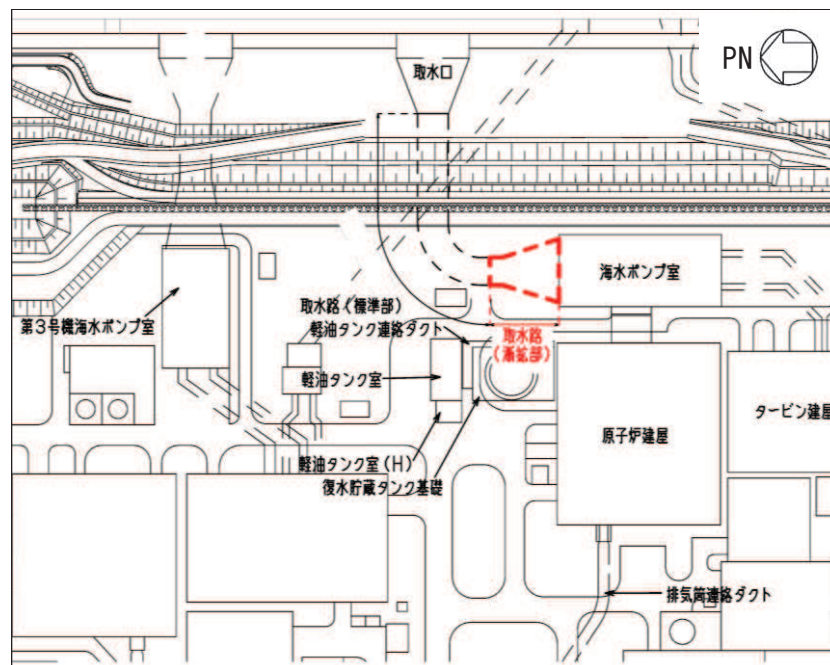 PN
取水口
海水ポンプ室
第３号機海水ポンプ室
取水路（標準部）
軽油タンク連絡ダクト
取水路
（漸拡部）
軽油タンク室
タービン建屋
原子炉建屋
軽油タンク室（Ｈ）
復水貯蔵タンク基礎
排気筒連絡ダクト